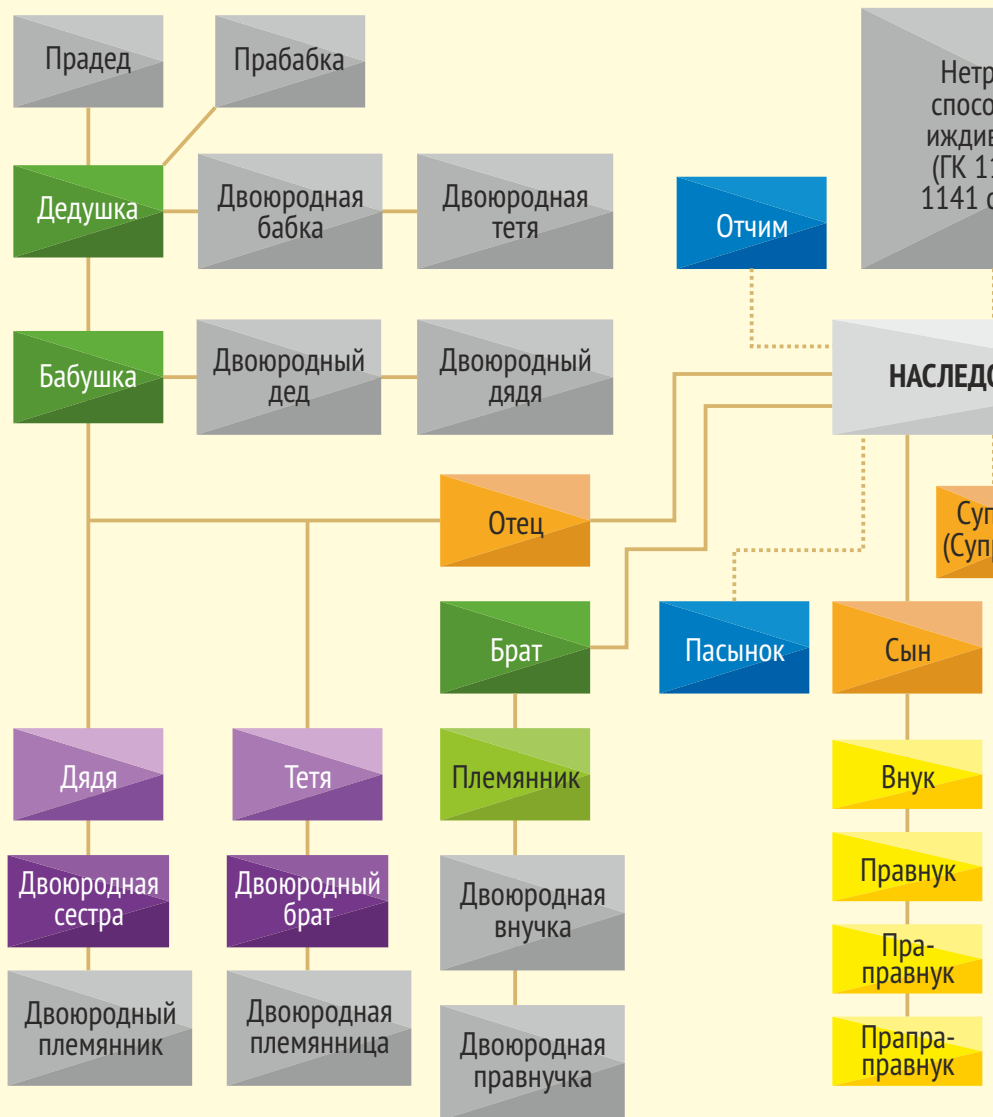 Прадед
Прабабка
Дедушка
Двоюродная
бабка
Двоюродная
тетя
Отчим
(ГК
1141
Бабушка
Двоюродный
дед
Двоюродный
дядя
Отец
Брат
Пасынок
Сын
Дядя
Тетя
Племянник
Внук
Двоюродная
сестра
Двоюродный
брат
Двоюродная
внучка
Правнук
Пра-
правнук
Двоюродный
племянник
Двоюродная
племянница
Двоюродная
правнучка
Прапра-
правнук